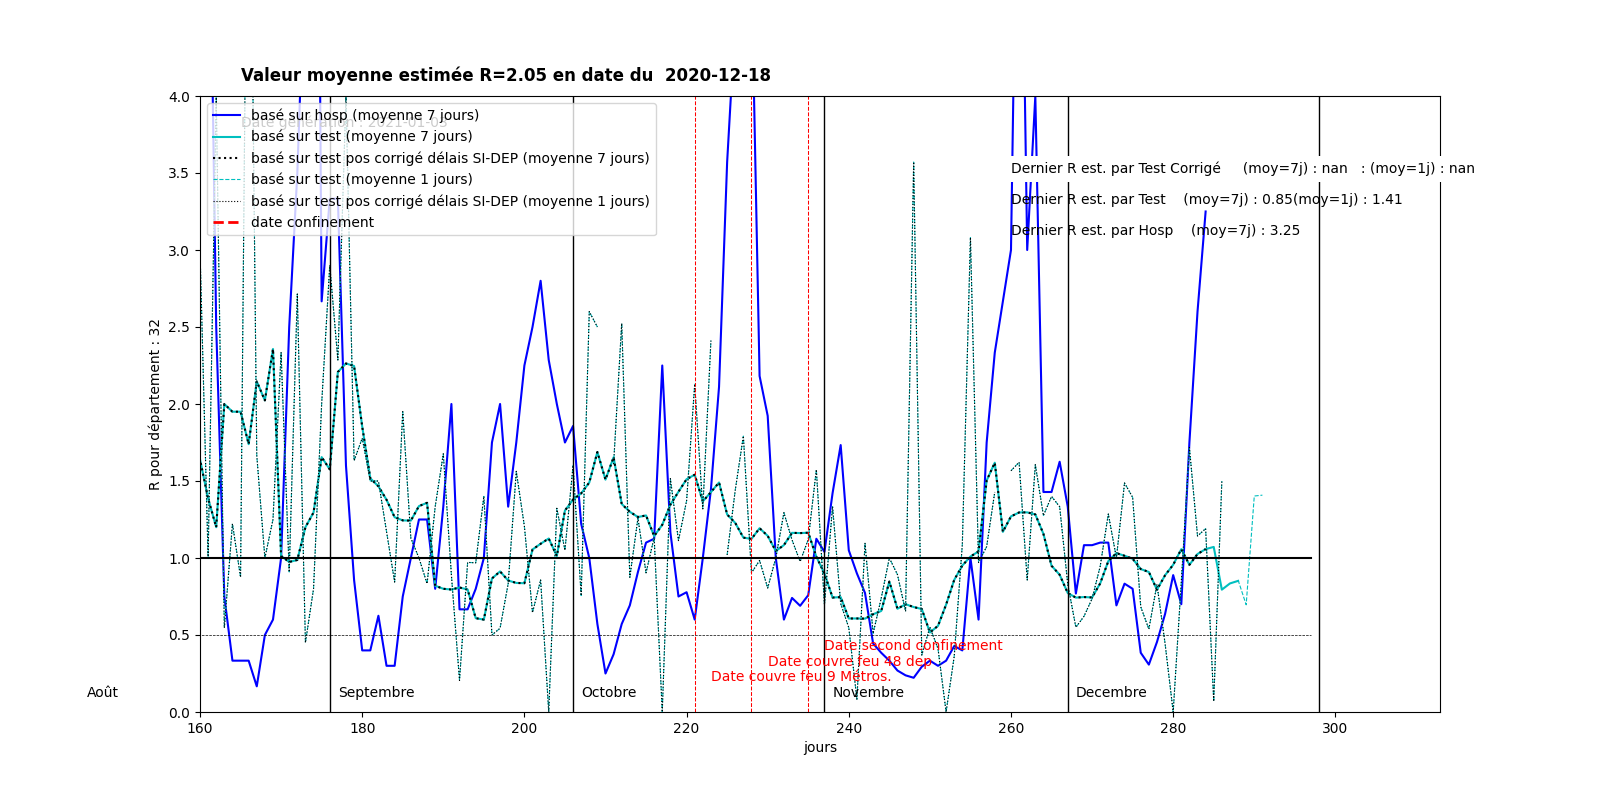 Valeur moyenne estimée R=2.05 en date du  2020-12-18
Date génération : 2021-01-03
basé sur hosp (moyenne 7 jours)
basé sur test (moyenne 7 jours)
basé sur test pos corrigé délais SI-DEP (moyenne 7 jours)
basé sur test (moyenne 1 jours)
basé sur test pos corrigé délais SI-DEP (moyenne 1 jours)
date confinement
Dernier R est. par Test Corrigé     (moy=7j) : nan   : (moy=1j) : nan
Dernier R est. par Test    (moy=7j) : 0.85(moy=1j) : 1.41
Dernier R est. par Hosp    (moy=7j) : 3.25
R pour département : 32
4.0
3.5
3.0
2.5
2.0
1.5
1.0
0.5
0.0
Date second confinement
Date couvre feu 48 dep.
Date couvre feu 9 Métros.
Août Septembre Octobre Novembre Decembre
160 180 200 220 240 260 280 300
jours